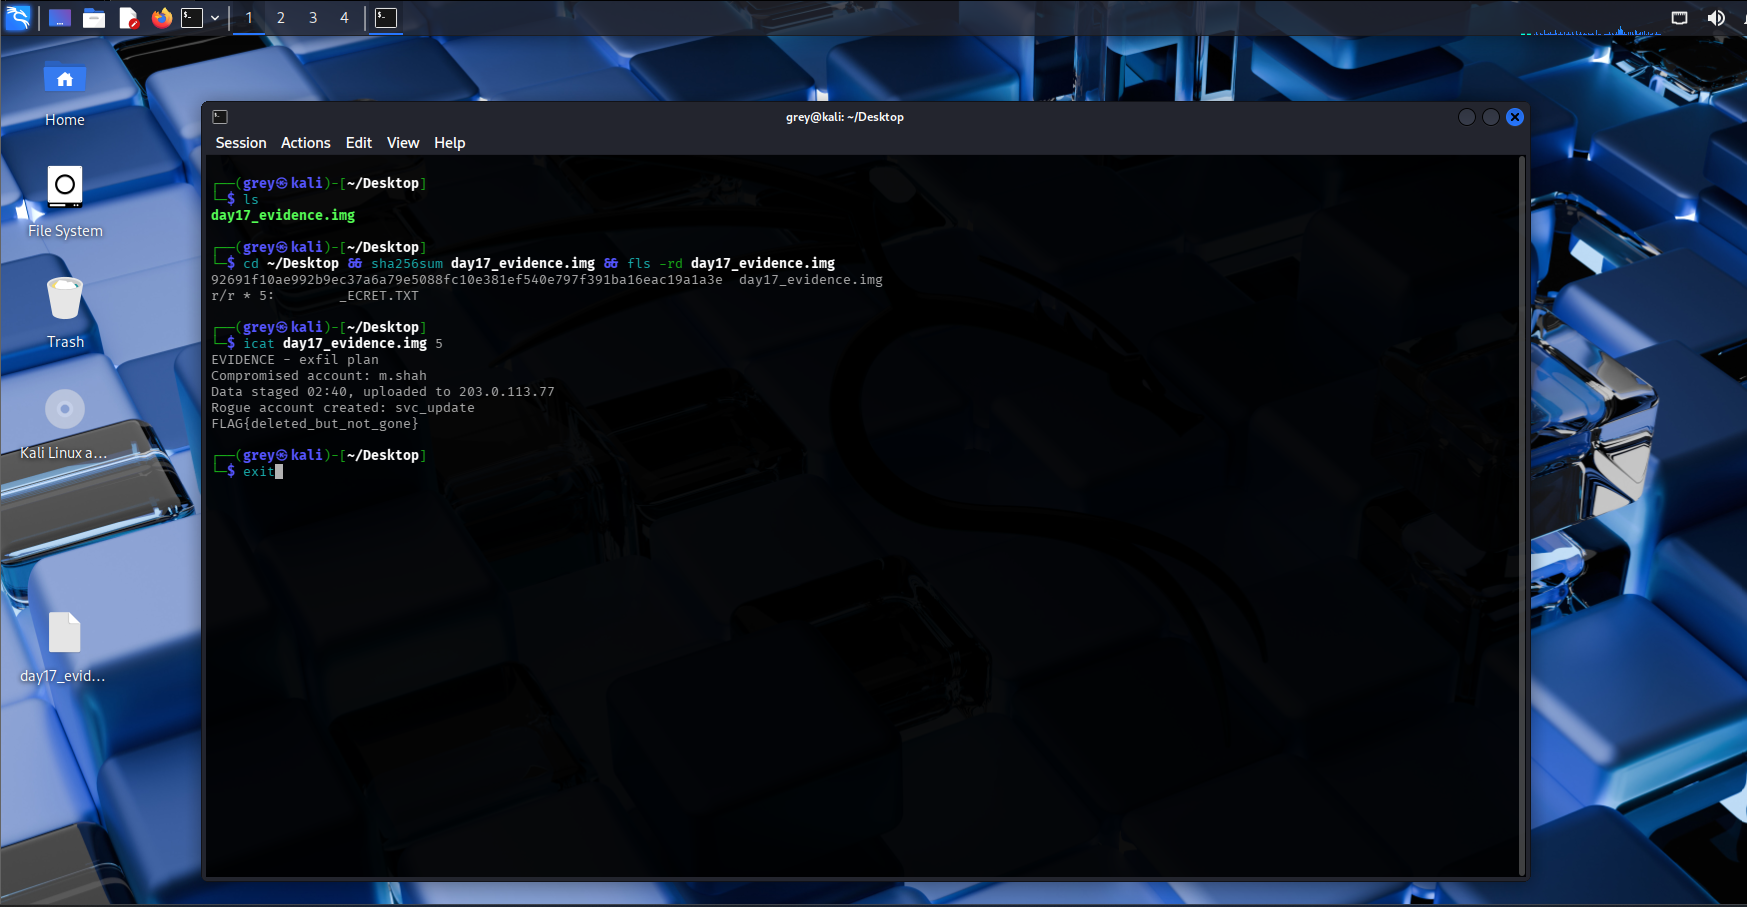 1 2 3 4
Home
File System
Trash
Kali Linux a...
day17_evid...
grey@kali: ~/Desktop
Session Actions Edit View Help
┌──(grey㉿kali)-[~/Desktop]
└─$ ls
day17_evidence.img
┌──(grey㉿kali)-[~/Desktop]
└─$ cd ~/Desktop && sha256sum day17_evidence.img && fls -rd day17_evidence.img
92691f10ae992b9ec37a6a79e5088fc10e381ef540e797f391ba16eac19a1a3e  day17_evidence.img
r/r * 5:        _ECRET.TXT
┌──(grey㉿kali)-[~/Desktop]
└─$ icat day17_evidence.img 5
EVIDENCE - exfil plan
Compromised account: m.shah
Data staged 02:40, uploaded to 203.0.113.77
Rogue account created: svc_update
FLAG{deleted_but_not_gone}
┌──(grey㉿kali)-[~/Desktop]
└─$ exit